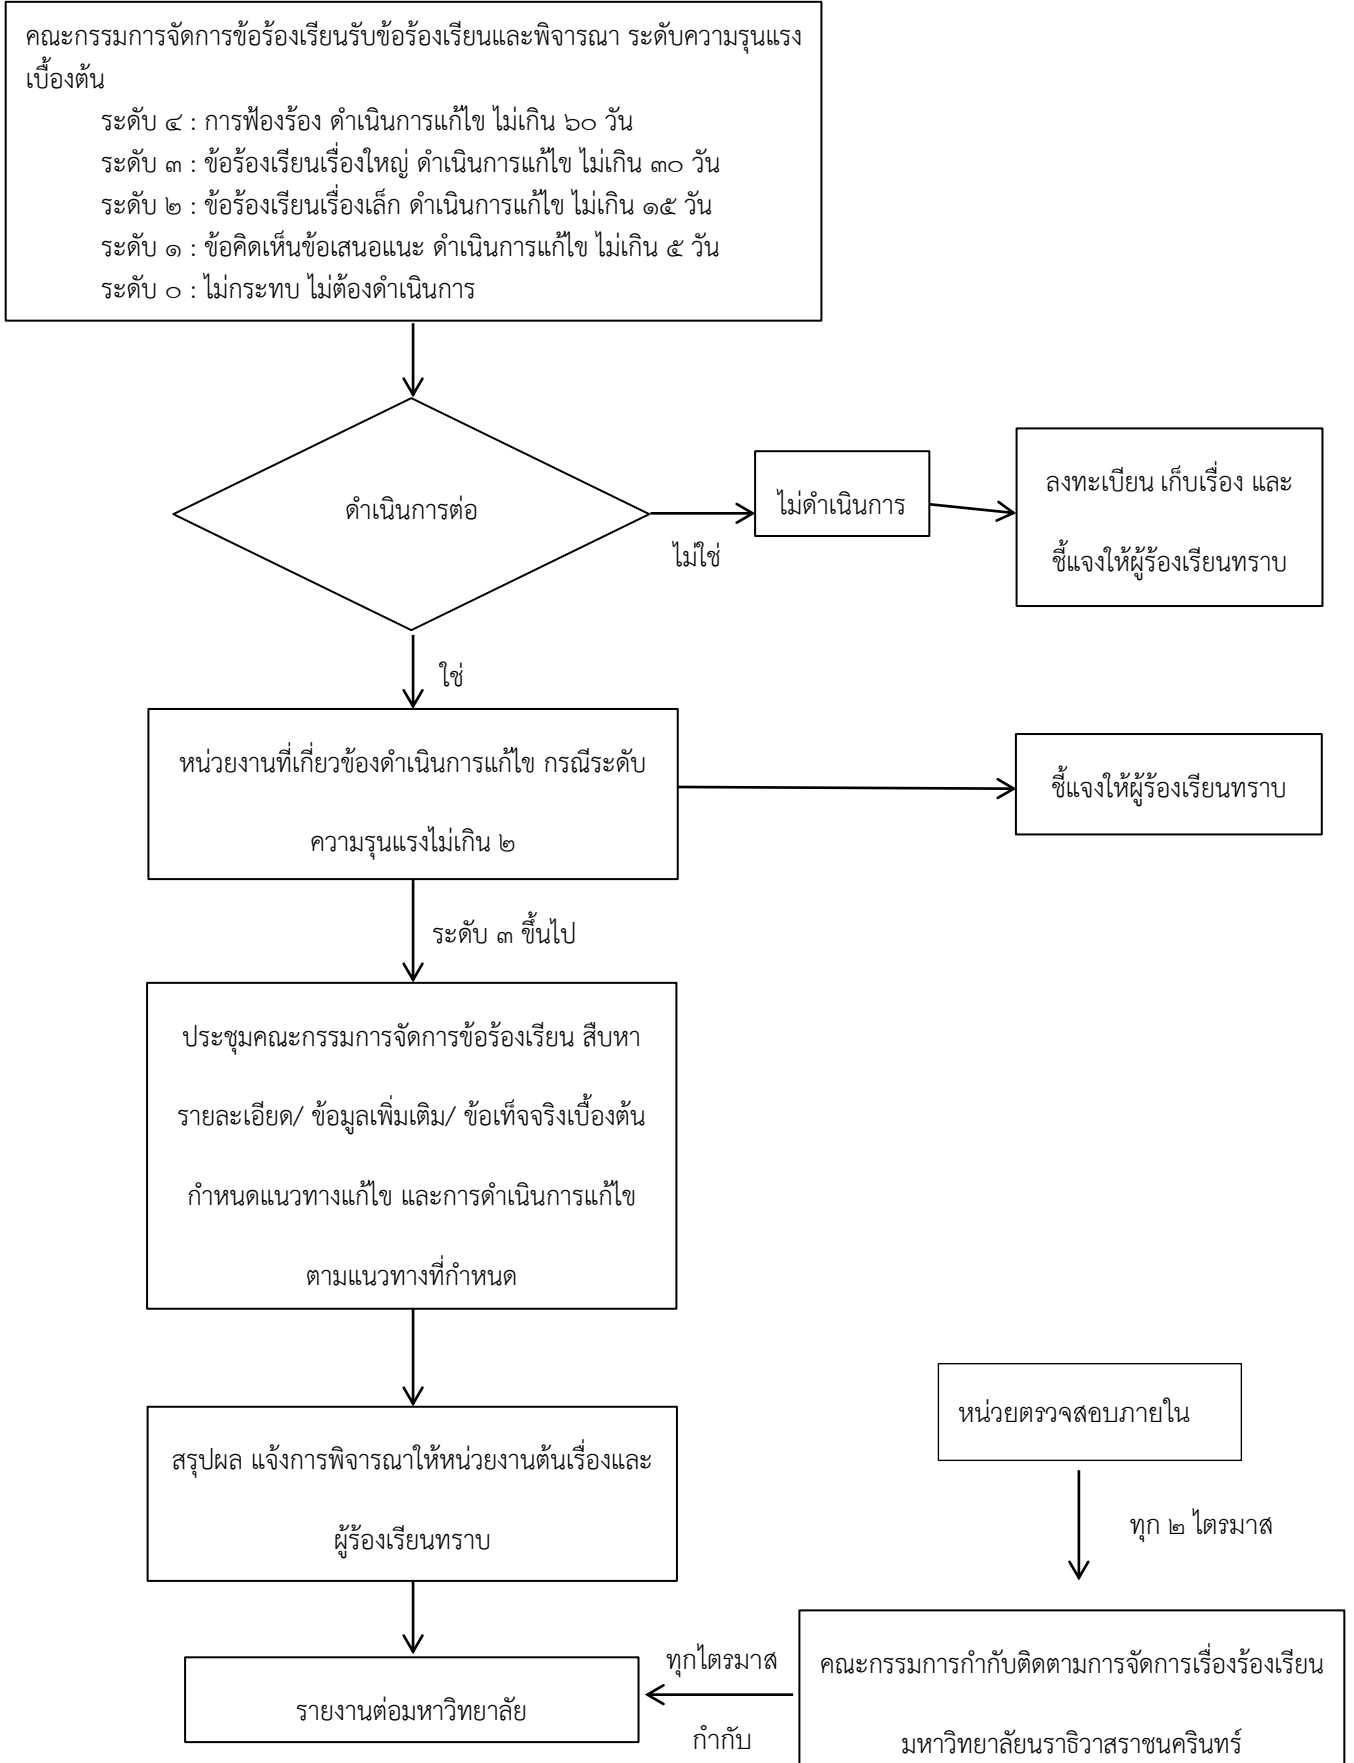 คณะกรรมการจัดการข้อร้องเรียนรับข้อร้องเรียนและพิจารณา ระดับความรุนแรง
เบื้องต้น
ระดับ ๔ : การฟ้องร้อง ดำเนินการแก้ไข ไม่เกิน ๖๐ วัน
ระดับ ๓ : ข้อร้องเรียนเรื่องใหญ่ ดำเนินการแก้ไข ไม่เกิน ๓๐ วัน
ระดับ ๒ : ข้อร้องเรียนเรื่องเล็ก ดำเนินการแก้ไข ไม่เกิน ๑๕ วัน
ระดับ ๑ : ข้อคิดเห็นข้อเสนอแนะ ดำเนินการแก้ไข ไม่เกิน ๕ วัน
ระดับ ๐ : ไม่กระทบ ไม่ต้องดำเนินการ
ดำเนินการต่อ
ไม่ใช่
ไม่ดำเนินการ
ลงทะเบียน เก็บเรื่อง และ
ชี้แจงให้ผู้ร้องเรียนทราบ
ใช่
หน่วยงานที่เกี่ยวข้องดำเนินการแก้ไข กรณีระดับ
ความรุนแรงไม่เกิน ๒
ชี้แจงให้ผู้ร้องเรียนทราบ
ระดับ ๓ ขึ้นไป
ประชุมคณะกรรมการจัดการข้อร้องเรียน สืบหา
รายละเอียด/ ข้อมูลเพิ่มเติม/ ข้อเท็จจริงเบื้องต้น
กำหนดแนวทางแก้ไข และการดำเนินการแก้ไข
ตามแนวทางที่กำหนด
สรุปผล แจ้งการพิจารณาให้หน่วยงานต้นเรื่องและ
ผู้ร้องเรียนทราบ
หน่วยตรวจสอบภายใน
ทุก ๒ ไตรมาส
คณะกรรมการกำกับติดตามการจัดการเรื่องร้องเรียน
มหาวิทยาลัยนราธิวาสราชนครินทร์
ทุกไตรมาส
กำกับ
รายงานต่อมหาวิทยาลัย